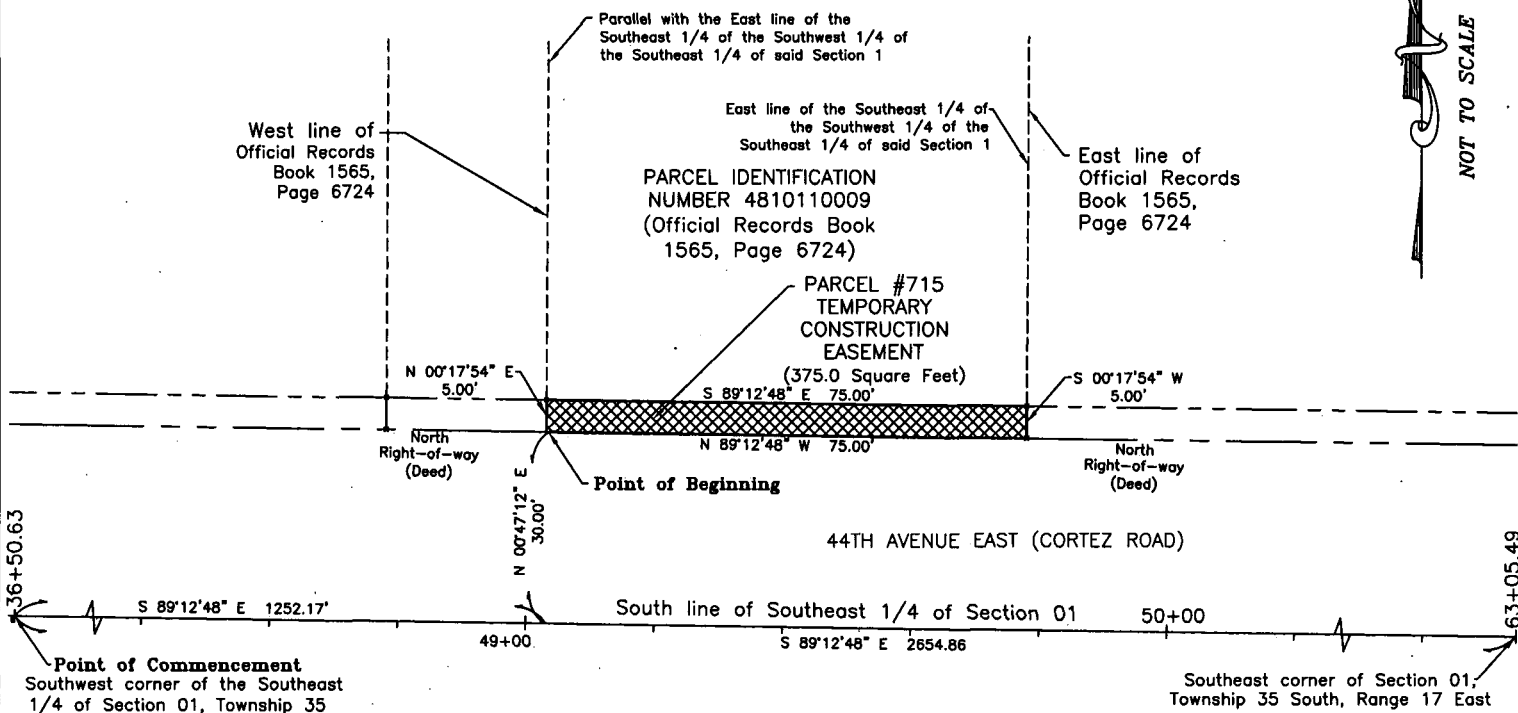 Parallel with the East line of the
Southeast 1/4 of the Southwest 1/4 of
the Southeast 1/4 of said Section 1
NOT TO SCALE
West line of
Official Records
Book 1565,
Page 6724
East line of the Southeast 1/4 of
the Southwest 1/4 of the
Southeast 1/4 of said Section 1
East line of
Official Records
Book 1565,
Page 6724
PARCEL IDENTIFICATION
NUMBER 4810110009
(Official Records Book
1565, Page 6724)
PARCEL #715
TEMPORARY
CONSTRUCTION
EASEMENT
(375.0 Square Feet)
N 00°17'54" E
5.00'
S 89°12'48" E 75.00'
S 00°17'54" W
5.00'
N 89°12'48" W 75.00'
North
Right-of-way
(Deed)
North
Right-of-way
(Deed)
Point of Beginning
N 00°47'12" E
30.00'
44TH AVENUE EAST (CORTEZ ROAD)
36+50.63
63+05.49
S 89°12'48" E 1252.17'
South line of Southeast 1/4 of Section 01
50+00
49+00
S 89°12'48" E 2654.86
Point of Commencement
Southwest corner of the Southeast
1/4 of Section 01, Township 35
Southeast corner of Section 01,
Township 35 South, Range 17 East